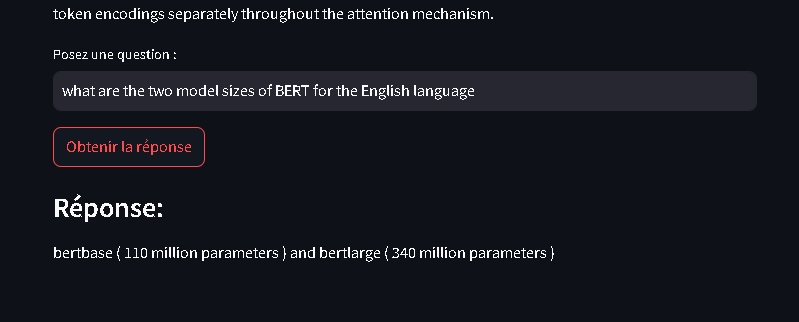 token encodings separately throughout the attention mechanism.
Posez une question :
what are the two model sizes of BERT for the English language
Obtenir la réponse
Réponse:
bertbase ( 110 million parameters ) and bertlarge ( 340 million parameters )